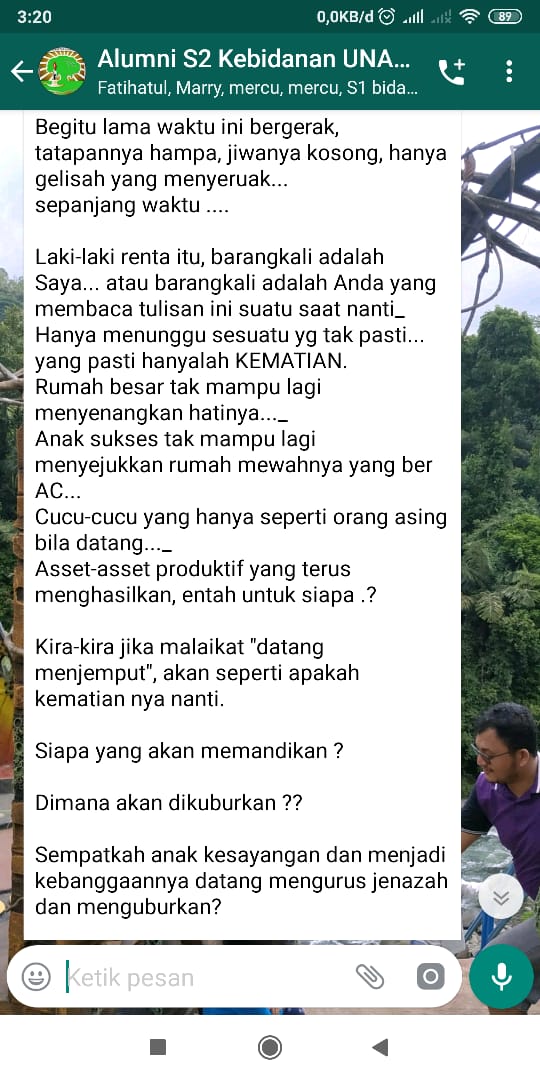 3:20
0,0KB/d
89
Alumni S2 Kebidanan UNA...
Fatihatul, Marry, mercu, mercu, S1 bida...
Begitu lama waktu ini bergerak,
tatapannya hampa, jiwanya kosong, hanya
gelisah yang menyeruak...
sepanjang waktu ....
Laki-laki renta itu, barangkali adalah
Saya... atau barangkali adalah Anda yang
membaca tulisan ini suatu saat nanti_
Hanya menunggu sesuatu yg tak pasti...
yang pasti hanyalah KEMATIAN.
Rumah besar tak mampu lagi
menyenangkan hatinya..._
Anak sukses tak mampu lagi
menyejukkan rumah mewahnya yang ber
AC...
Cucu-cucu yang hanya seperti orang asing
bila datang..._
Asset-asset produktif yang terus
menghasilkan, entah untuk siapa .?
Kira-kira jika malaikat "datang
menjemput", akan seperti apakah
kematian nya nanti.
Siapa yang akan memandikan ?
Dimana akan dikuburkan ??
Sempatkah anak kesayangan dan menjadi
kebanggaannya datang mengurus jenazah
dan menguburkan?
Ketik pesan